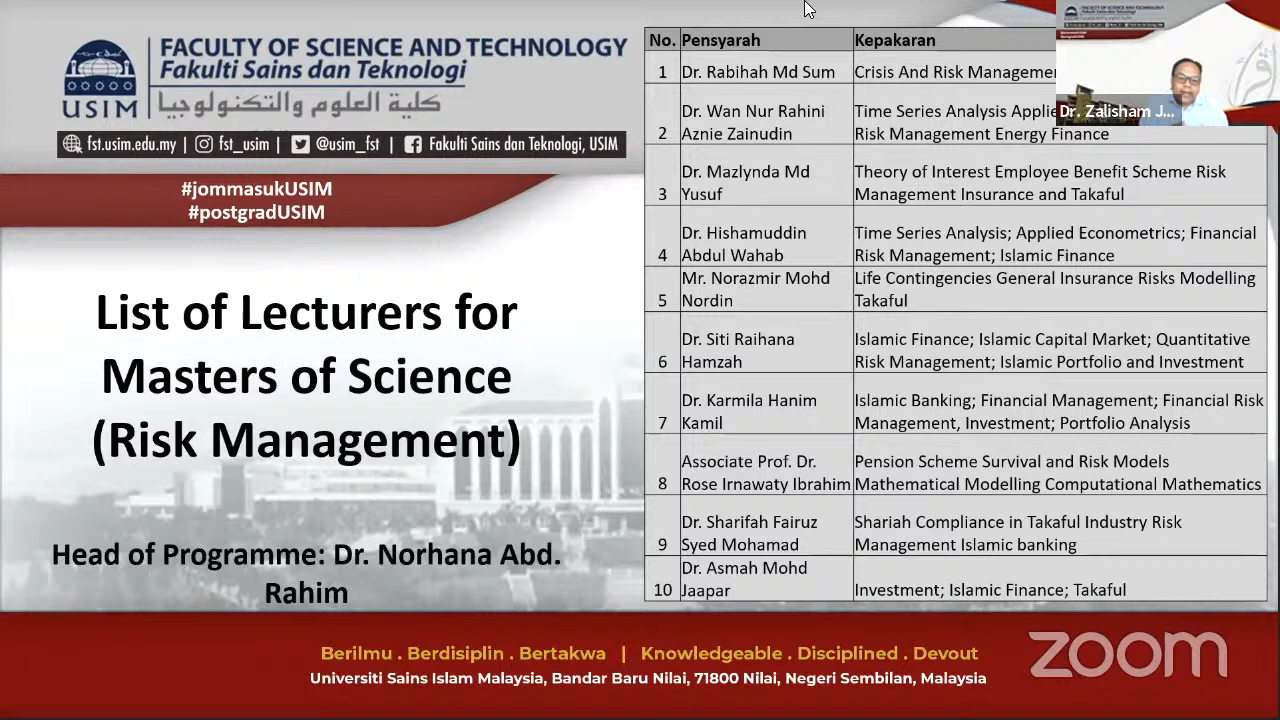 FACULTY OF SCIENCE AND TECHNOLOGY
Fakulti Sains dan Teknologi
كلية العلوم والتكنولوجيا
USIM
fst.usim.edu.my | fst_usim | @usim_fst | Fakulti Sains dan Teknologi, USIM
#jommasukUSIM
#postgradUSIM
List of Lecturers for
Masters of Science
(Risk Management)
Head of Programme: Dr. Norhana Abd.
Rahim
No. Pensyarah Kepakaran
1 Dr. Rabihah Md Sum Crisis And Risk
Dr. Wan Nur Rahini Time Series Analysis
2 Aznie Zainudin Risk Management Energy Finance
Dr. Mazlynda Md Theory of Interest Employee Benefit Scheme Risk
3 Yusuf Management Insurance and Takaful
Dr. Hishamuddin Time Series Analysis; Applied Econometrics; Financial
4 Abdul Wahab Risk Management; Islamic Finance
Mr. Norazmir Mohd Life Contingencies General Insurance Risks Modelling
5 Nordin Takaful
Dr. Siti Raihana Islamic Finance; Islamic Capital Market; Quantitative
6 Hamzah Risk Management; Islamic Portfolio and Investment
Dr. Karmila Hanim Islamic Banking; Financial Management; Financial Risk
7 Kamil Management, Investment; Portfolio Analysis
Associate Prof. Dr. Pension Scheme Survival and Risk Models
8 Rose Irnawaty Ibrahim Mathematical Modelling Computational Mathematics
Dr. Sharifah Fairuz Shariah Compliance in Takaful Industry Risk
9 Syed Mohamad Management Islamic banking
Dr. Asmah Mohd
10 Jaapar Investment; Islamic Finance; Takaful
Dr. Zalisham J...
Berilmu . Berdisiplin . Bertakwa | Knowledgeable . Disciplined . Devout
Universiti Sains Islam Malaysia, Bandar Baru Nilai, 71800 Nilai, Negeri Sembilan, Malaysia
zoom